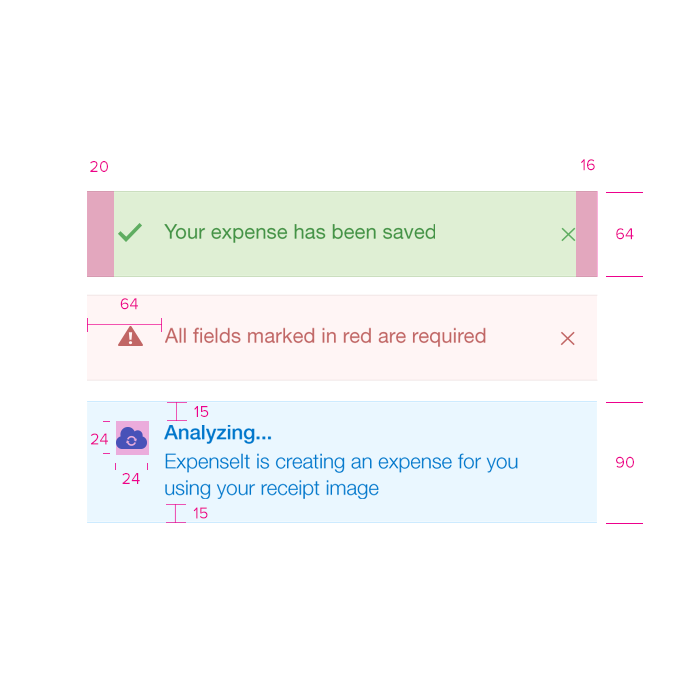 20
16
Your expense has been saved
64
64
All fields marked in red are required
15
Analyzing...
24
ExpenseIt is creating an expense for you
90
24
using your receipt image
15